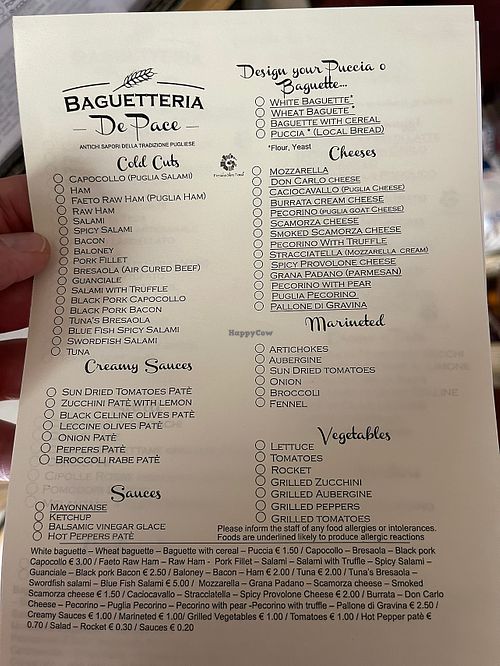 BAGUETTERIA
De Pace
ANTICHI SAPORI DELLA TRADIZIONE PUGLIESE
Cold Cuts
CAPOCOLLO (PUGLIA SALAMI)
HAM
FAETO RAW HAM (PUGLIA HAM)
RAW HAM
SALAMI
SPICY SALAMI
BACON
BALONEY
PORK FILLET
BRESAOLA (AIR CURED BEEF)
GUANCIALE
SALAMI WITH TRUFFLE
BLACK PORK CAPOCOLLO
BLACK PORK BACON
TUNA'S BRESAOLA
BLUE FISH SPICY SALAMI
SWORDFISH SALAMI
TUNA
Creamy Sauces
SUN DRIED TOMATOES PATÈ
ZUCCHINI PATÈ WITH LEMON
BLACK CELLINE OLIVES PATÈ
LECCINE OLIVES PATÈ
ONION PATÈ
PEPPERS PATÈ
BROCCOLI RABE PATÈ
Sauces
MAYONNAISE
KETCHUP
BALSAMIC VINEGAR GLACE
HOT PEPPERS PATÈ
Design your Puccia o
Baguette...
WHITE BAGUETTE*
WHEAT BAGUETE*
BAGUETTE WITH CEREAL
PUCCIA * (LOCAL BREAD)
*Flour, Yeast
Cheeses
MOZZARELLA
DON CARLO CHEESE
CACIOCAVALLO (PUGLIA CHEESE)
BURRATA CREAM CHEESE
PECORINO (PUGLIA GOAT CHEESE)
SCAMORZA CHEESE
SMOKED SCAMORZA CHEESE
PECORINO WITH TRUFFLE
STRACCIATELLA (MOZZARELLA CREAM)
SPICY PROVOLONE CHEESE
GRANA PADANO (PARMESAN)
PECORINO WITH PEAR
PUGLIA PECORINO
PALLONE DI GRAVINA
Marineted
ARTICHOKES
AUBERGINE
SUN DRIED TOMATOES
ONION
BROCCOLI
FENNEL
Vegetables
LETTUCE
TOMATOES
ROCKET
GRILLED ZUCCHINI
GRILLED AUBERGINE
GRILLED PEPPERS
GRILLED TOMATOES
Please inform the staff of any food allergies or intolerances.
Foods are underlined likely to produce allergic reactions
White baguette – Wheat baguette – Baguette with cereal – Puccia € 1.50 / Capocollo – Bresaola – Black pork
Capocollo € 3.00 / Faeto Raw Ham – Raw Ham - Pork Fillet – Salami – Salami with Truffle – Spicy Salami –
Guanciale – Black pork Bacon € 2.50 / Baloney – Bacon – Ham € 2.00 / Tuna € 2.00 / Tuna's Bresaola –
Swordfish salami – Blue Fish Salami € 5.00 / Mozzarella – Grana Padano – Scamorza cheese – Smoked
Scamorza cheese € 1.50 / Caciocavallo – Stracciatella – Spicy Provolone Cheese € 2.00 / Burrata – Don Carlo
Cheese – Pecorino – Puglia Pecorino – Pecorino with pear -Pecorino with truffle – Pallone di Gravina € 2.50 /
Creamy Sauces € 1.00 / Marineted € 1.00/ Grilled Vegetables € 1.00 / Tomatoes € 1.00 / Hot Pepper patè €
0.70 / Salad – Rocket € 0.30 / Sauces € 0.20
HappyCow